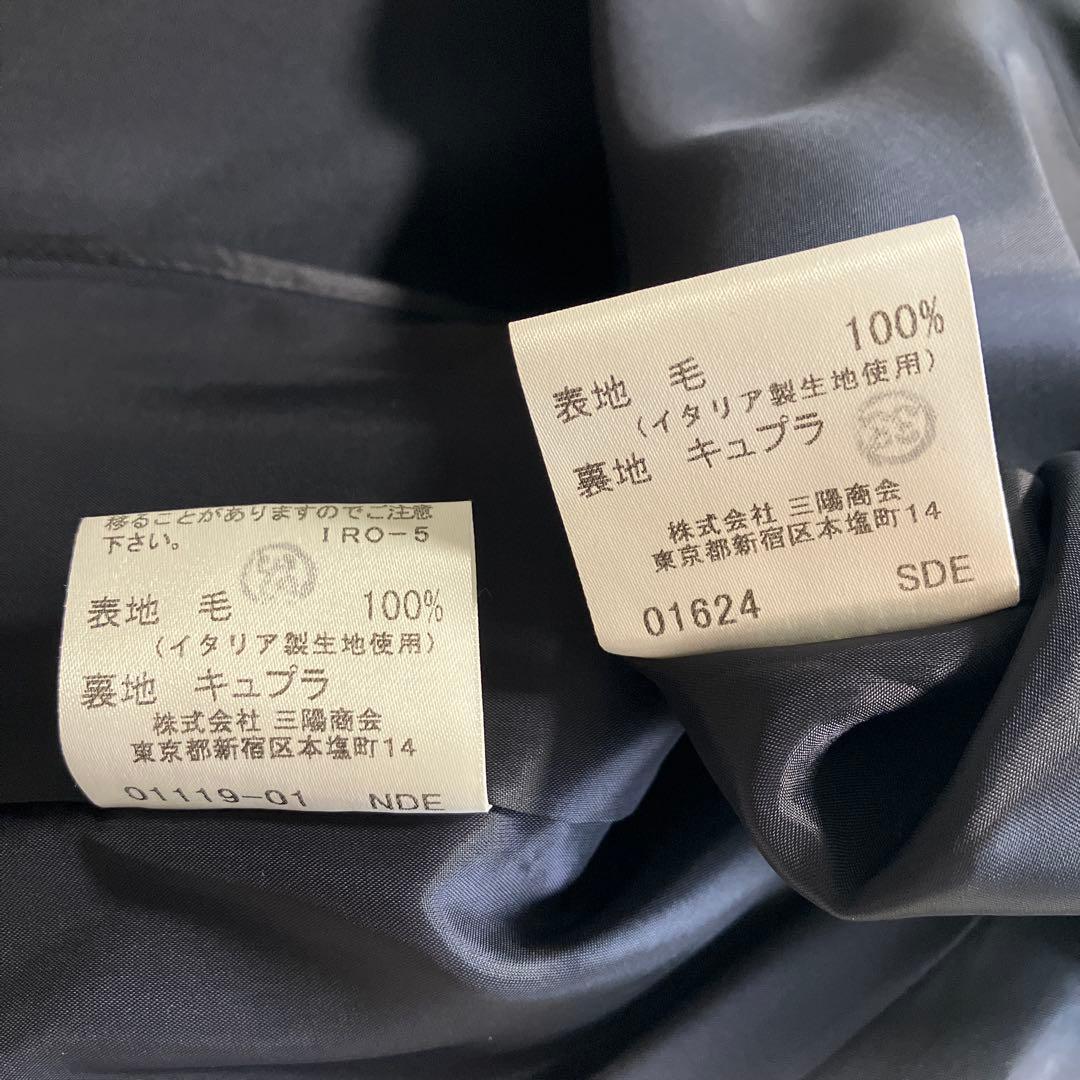 移ることがありますのでご注意
下さい。 IRO-5
表地 毛 100%
(イタリア製生地使用)
裏地 キュプラ
株式会社 三陽商会
東京都新宿区本塩町14
01119-01 NDE
表地 毛 100%
(イタリア製生地使用)
裏地 キュプラ
株式会社 三陽商会
東京都新宿区本塩町14
01624 SDE